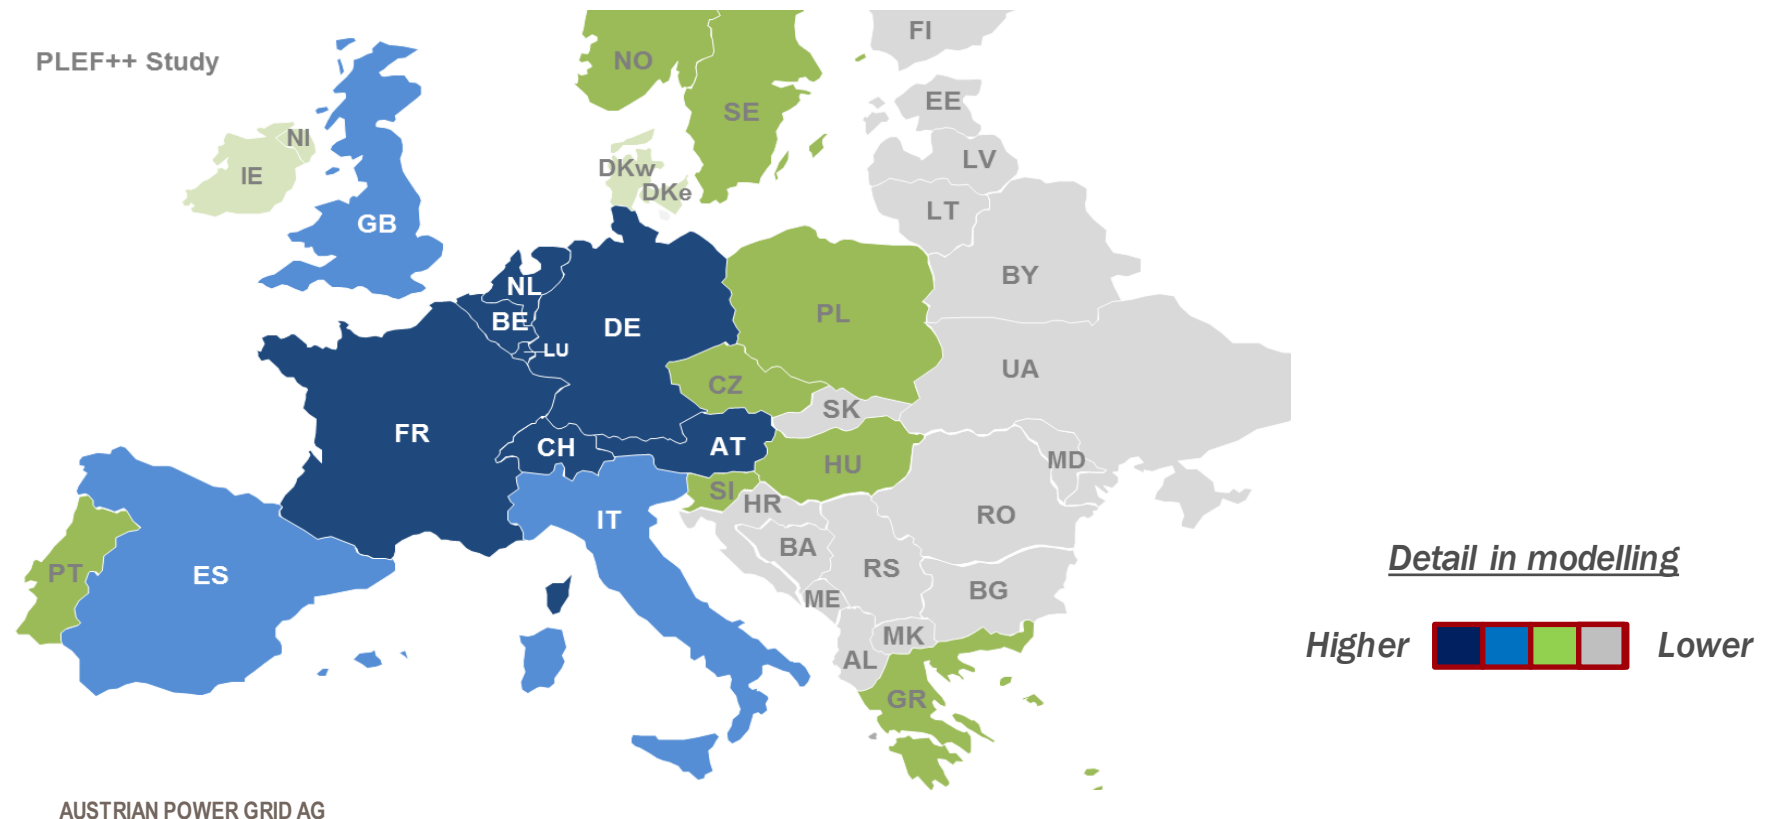 FI
PLEF++ Study
NO
EE
SE
NI
LV
DKw
IE
DKe
LT
GB
BY
NL
PL
BE
DE
LU
UA
CZ
SK
FR
CH
AT
MD
HU
SI
HR
RO
IT
BA
Detail in modelling
RS
PT
ES
BG
ME
MK
Higher
Lower
AL
GR
AUSTRIAN POWER GRID AG